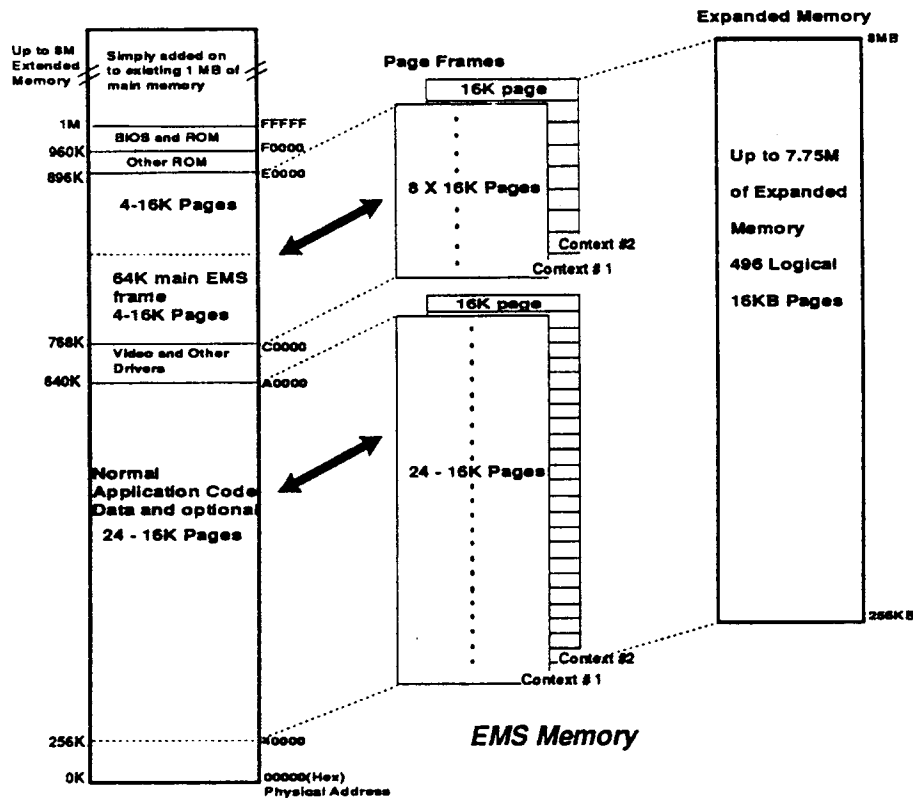 Expanded Memory
8MB
Up to 8M
Extended
Memory
Simply added on
to existing 1 MB of
main memory
Page Frames
16K page
1M
FFFFF
BIOS and ROM
960K
F0000
Other ROM
896K
E0000
4-16K Pages
8 X 16K Pages
Up to 7.75M
of Expanded
Memory
496 Logical
16KB Pages
Context #2
Context # 1
64K main EMS
frame
4-16K Pages
16K page
768K
C0000
Video and Other
Drivers
640K
A0000
24 - 16K Pages
Normal
Application Code
Data and optional
24 - 16K Pages
256KB
Context #2
Context # 1
EMS Memory
256K
40000
0K
00000(Hex)
Physical Address